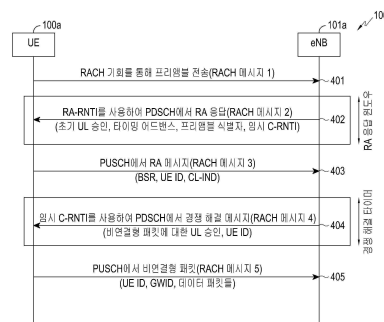 100
100a
101a
UE
eNB
RACH 기회를 통해 프리앰블 전송(RACH 메시지 1)
401
RA-RNTI를 사용하여 PDSCH에서 RA 응답(RACH 메시지 2)
402
(초기 UL 승인, 타이밍 어드밴스, 프리앰블 식별자, 임시 C-RNTI)
RA 응답 윈도우
PUSCH에서 RA 메시지(RACH 메시지 3)
403
(BSR, UE ID, CL-IND)
임시 C-RNTI를 사용하여 PDSCH에서 경쟁 해결 메시지(RACH 메시지 4)
404
(비연결형 패킷에 대한 UL 승인, UE ID)
경쟁 해결 타이머
PUSCH에서 비연결형 패킷(RACH 메시지 5)
405
(UE ID, GWID, 데이터 패킷들)